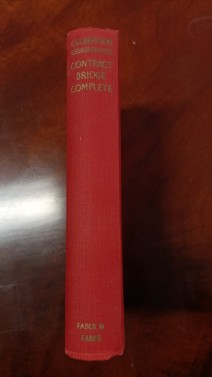 CULBERTSON
CONTRACT
BRIDGE
COMPLETE
FABER &
FABER